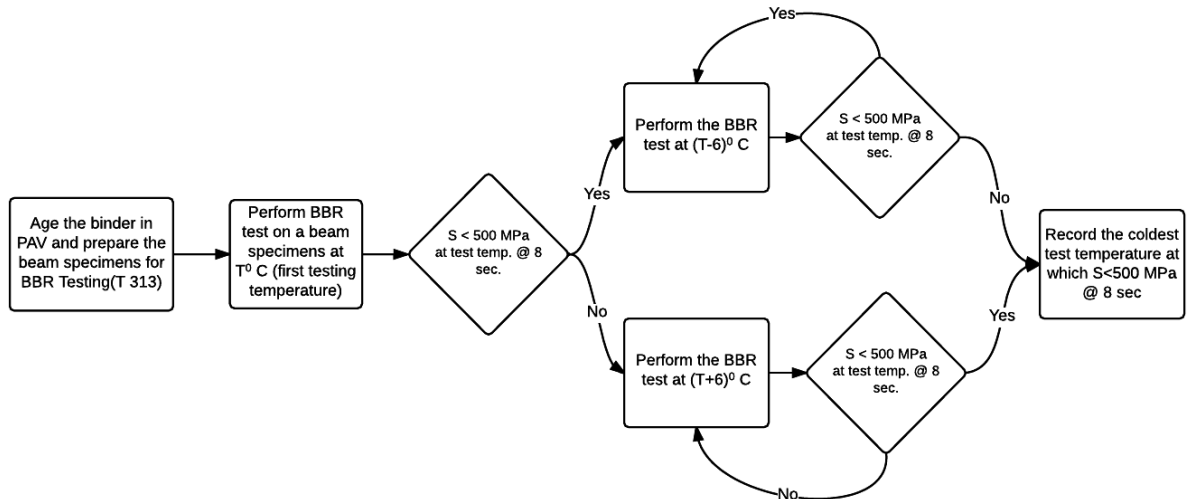 Age the binder in
PAV and prepare the
beam specimens for
BBR Testing(T 313)
Perform BBR
test on a beam
specimens at
T⁰ C (first testing
temperature)
S < 500 MPa
at test temp. @ 8
sec.
Yes
No
Perform the BBR
test at (T-6)⁰ C
Yes
S < 500 MPa
at test temp. @ 8
sec.
No
Perform the BBR
test at (T+6)⁰ C
No
S < 500 MPa
at test temp. @ 8
sec.
Yes
Record the coldest
test temperature at
which S<500 MPa
@ 8 sec